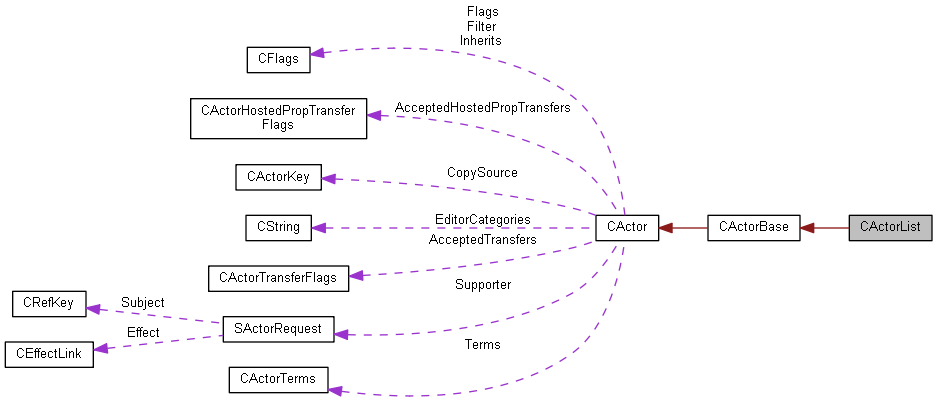 Flags
Filter
Inherits
CFlags
CActorHostedPropTransfer
Flags
AcceptedHostedPropTransfers
CActorKey
CopySource
CString
EditorCategories
CActor
CActorBase
CActorList
AcceptedTransfers
CActorTransferFlags
Supporter
CRefKey
Subject
SActorRequest
Effect
CEffectLink
Terms
CActorTerms